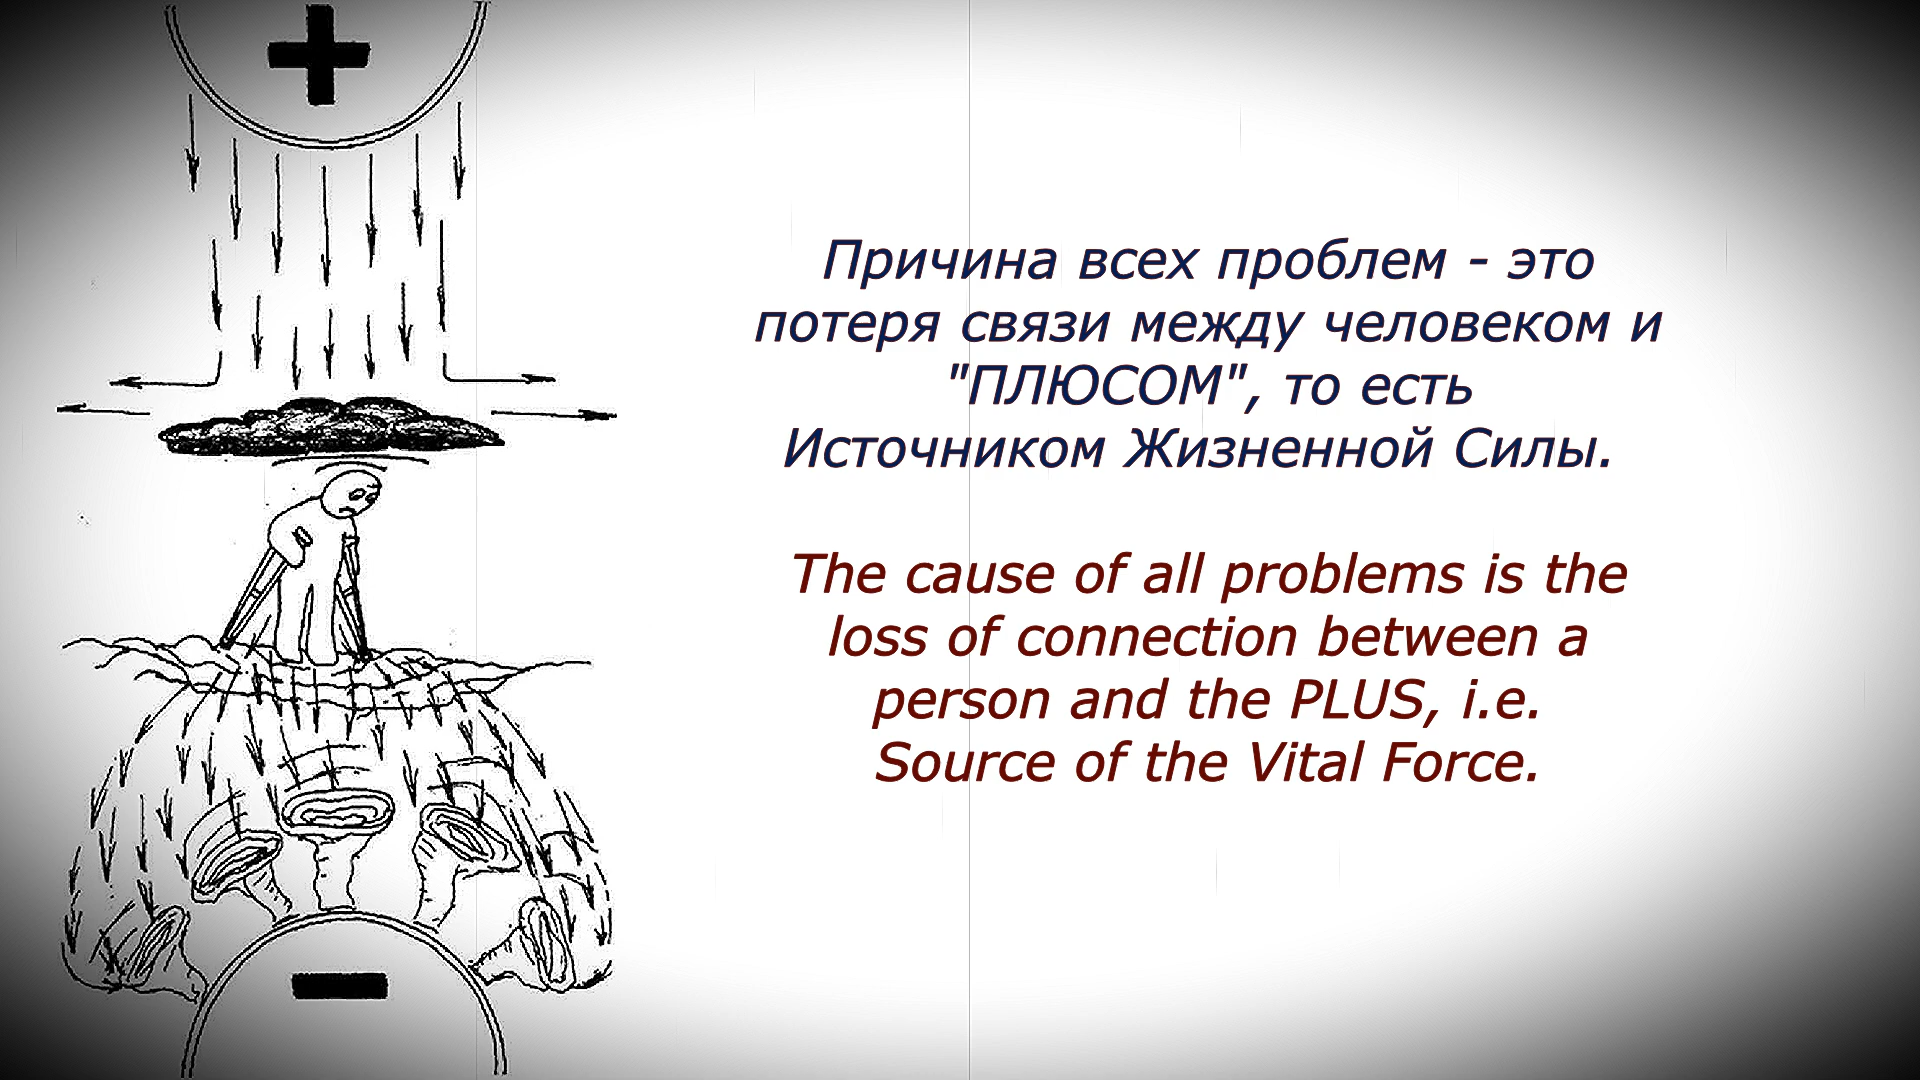 +
Причина всех проблем - это
потеря связи между человеком и
"ПЛЮСОМ", то есть
Источником Жизненной Силы.
The cause of all problems is the
loss of connection between a
person and the PLUS, i.e.
Source of the Vital Force.
-